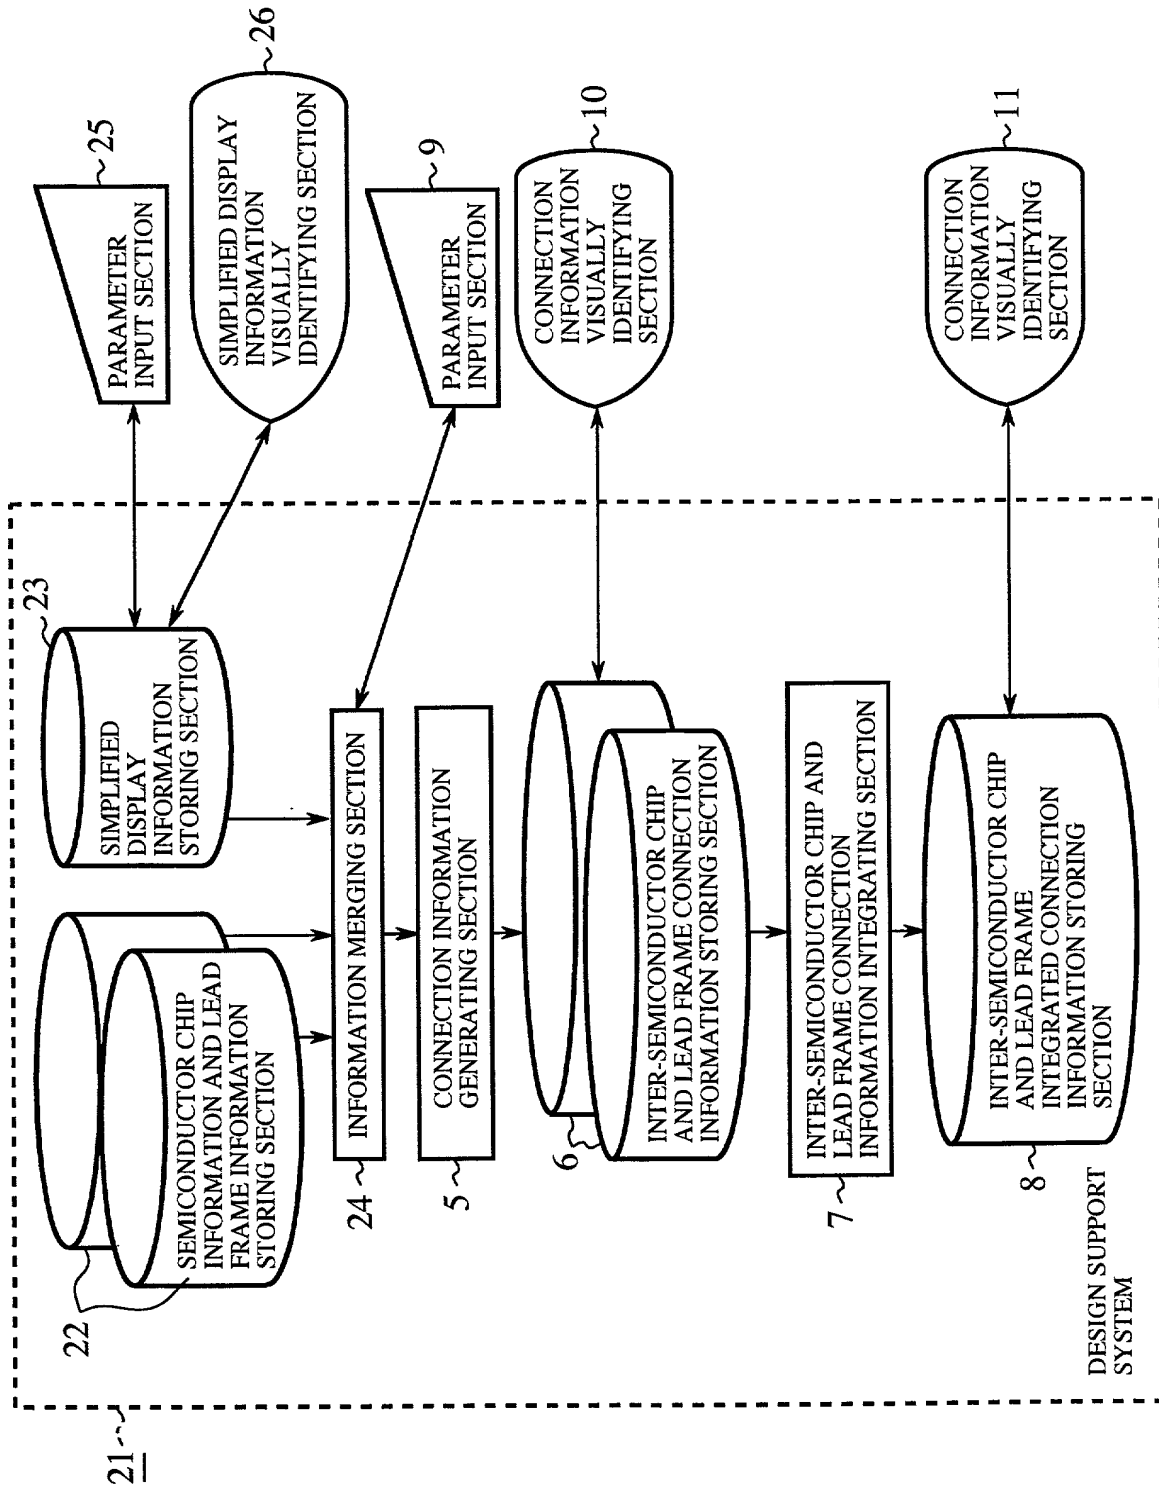 21
22
SEMICONDUCTOR CHIP
INFORMATION AND LEAD
FRAME INFORMATION
STORING SECTION
23
SIMPLIFIED
DISPLAY
INFORMATION
STORING SECTION
25
PARAMETER
INPUT SECTION
26
SIMPLIFIED DISPLAY
INFORMATION
VISUALLY
IDENTIFYING SECTION
24
INFORMATION MERGING SECTION
9
PARAMETER
INPUT SECTION
5
CONNECTION INFORMATION
GENERATING SECTION
6
INTER-SEMICONDUCTOR CHIP
AND LEAD FRAME CONNECTION
INFORMATION STORING SECTION
10
CONNECTION
INFORMATION
VISUALLY
IDENTIFYING
SECTION
7
INTER-SEMICONDUCTOR CHIP AND
LEAD FRAME CONNECTION
INFORMATION INTEGRATING SECTION
8
INTER-SEMICONDUCTOR CHIP
AND LEAD FRAME
INTEGRATED CONNECTION
INFORMATION STORING
SECTION
11
CONNECTION
INFORMATION
VISUALLY
IDENTIFYING
SECTION
DESIGN SUPPORT
SYSTEM